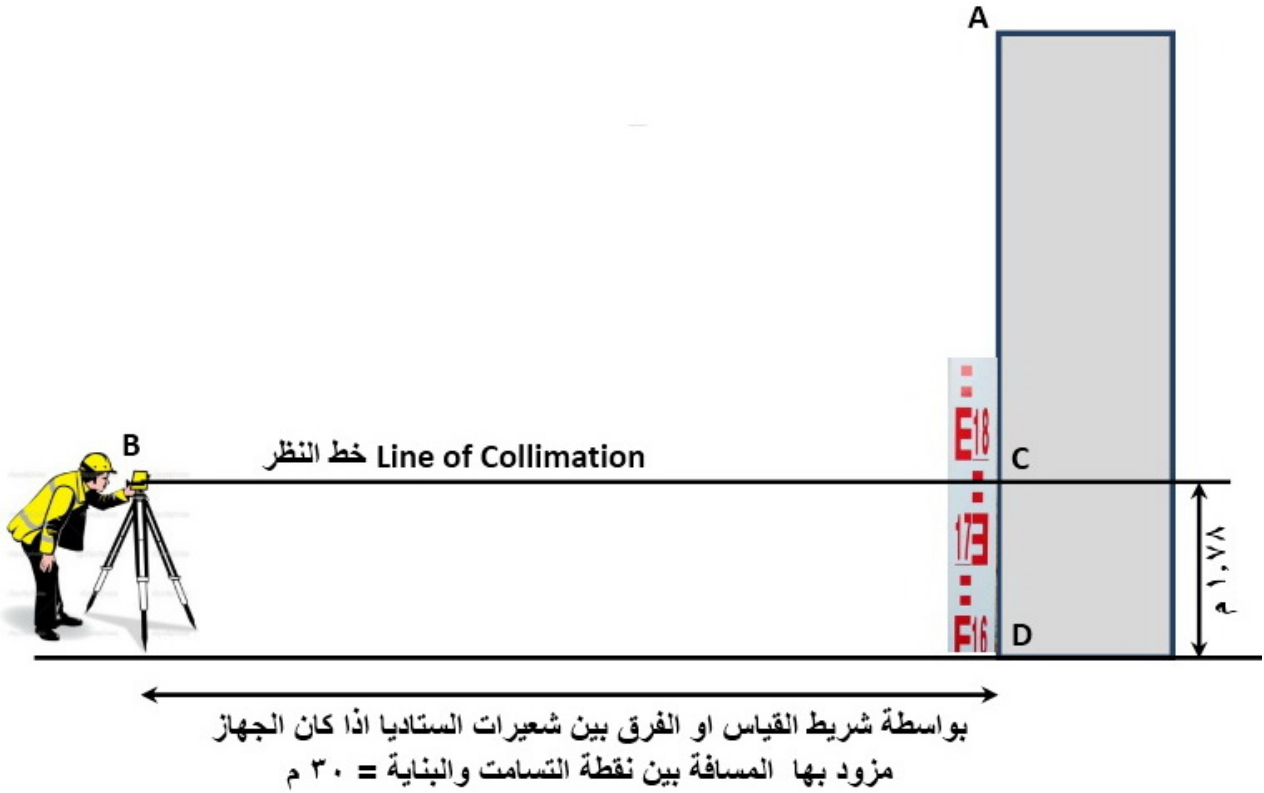 A
B
خط النظر Line of Collimation
E18
C
17E
١,٧٨ م
E16
D
بواسطة شريط القياس او الفرق بين شعيرات الستاديا اذا كان الجهاز
مزود بها المسافة بين نقطة التسامت والبناية = ٣٠ م